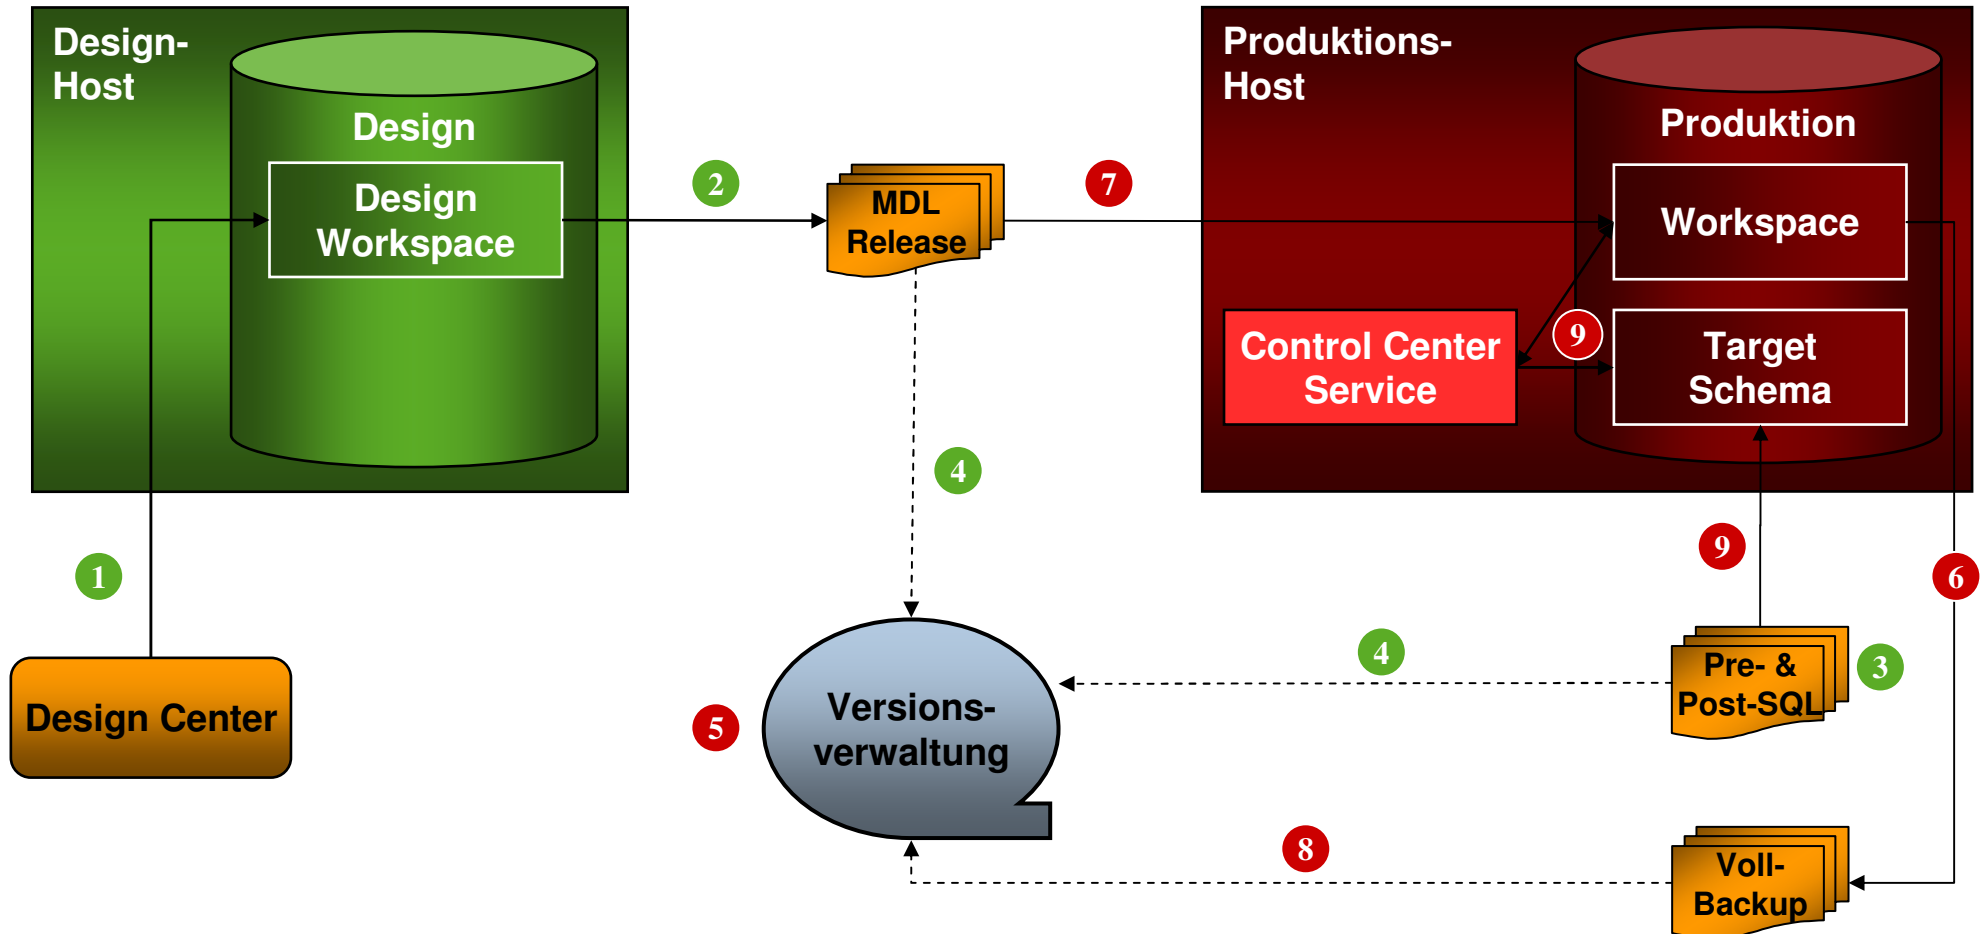 Design-
Host
Design
Design
Workspace
1
Design Center
2
MDL
Release
4
7
Produktions-
Host
Produktion
Workspace
Control Center
Service
9
Target
Schema
9
6
5
Versions-
verwaltung
4
Pre- &
Post-SQL
3
8
Voll-
Backup